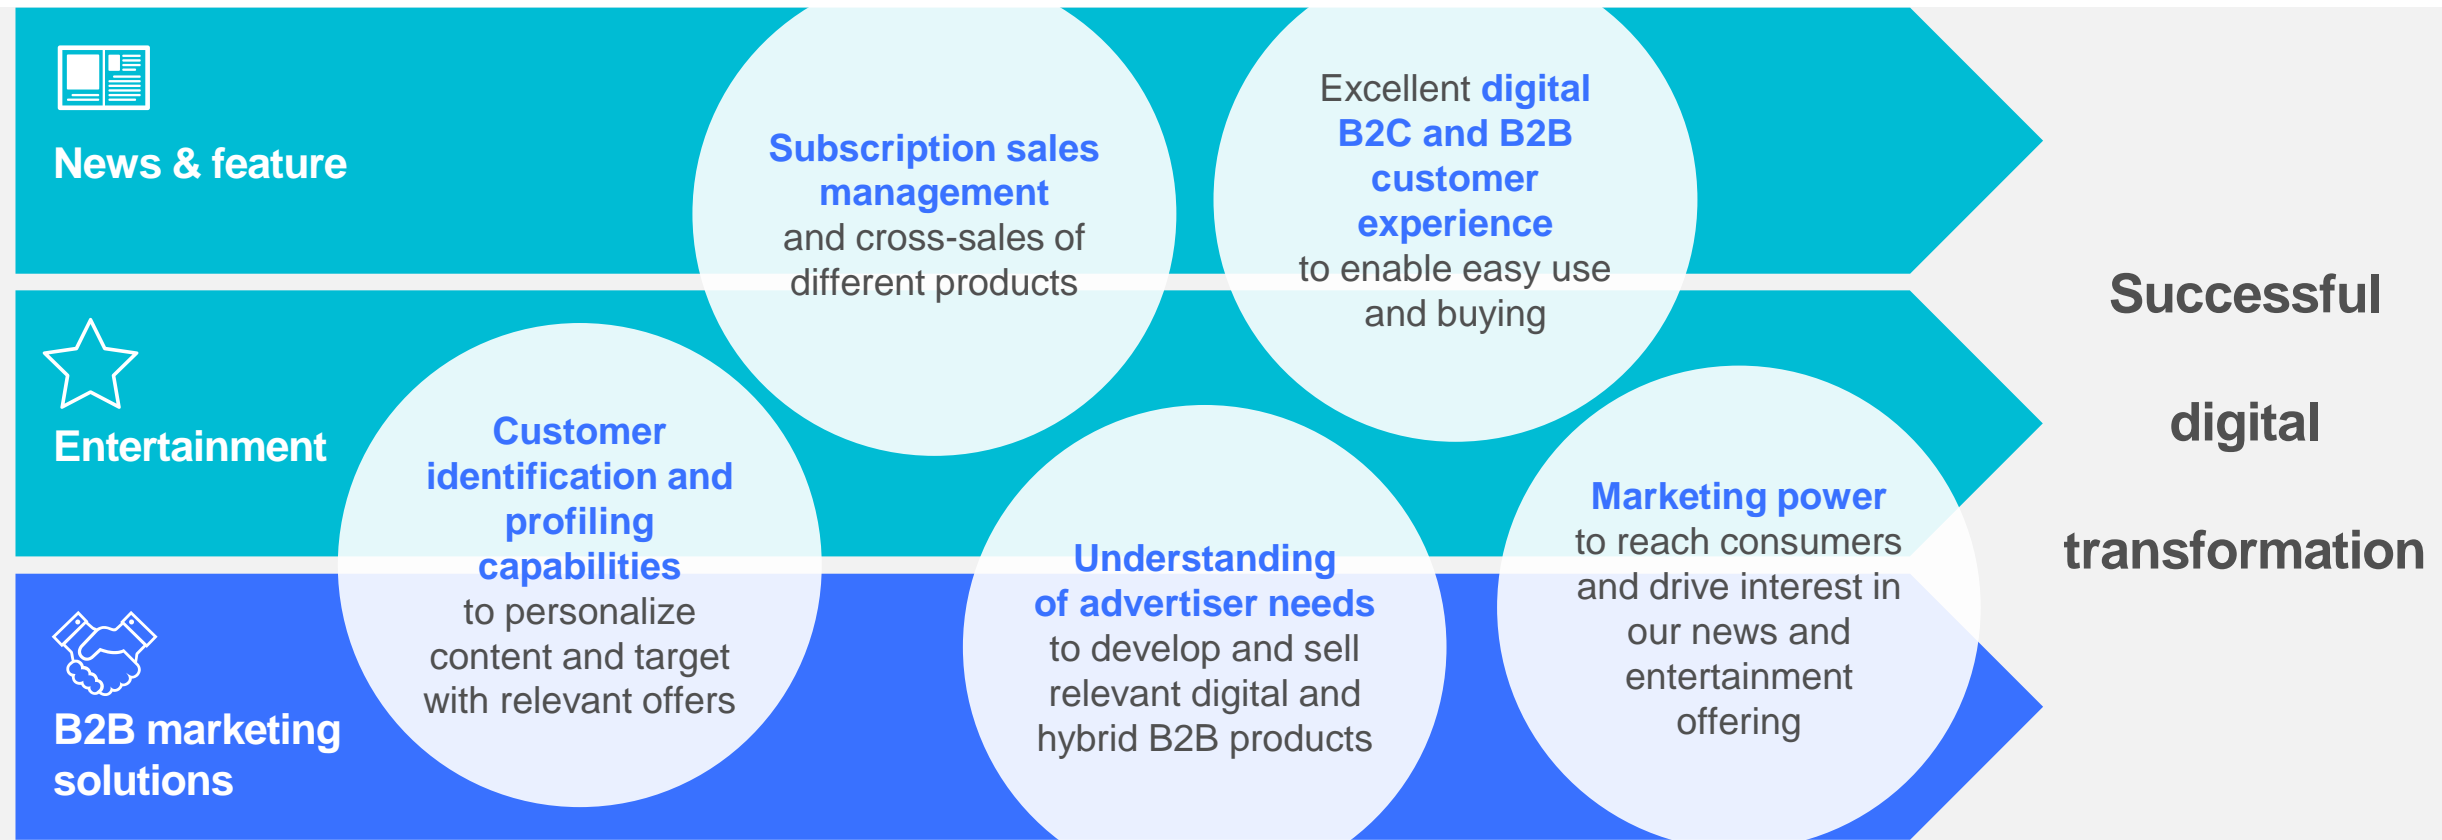 News & feature
Entertainment
B2B marketing
solutions
Customer
identification and
profiling
capabilities
to personalize
content and target
with relevant offers
Subscription sales
management
and cross-sales of
different products
Understanding
of advertiser needs
to develop and sell
relevant digital and
hybrid B2B products
Excellent digital
B2C and B2B
customer
experience
to enable easy use
and buying
Marketing power
to reach consumers
and drive interest in
our news and
entertainment
offering
Successful
digital
transformation